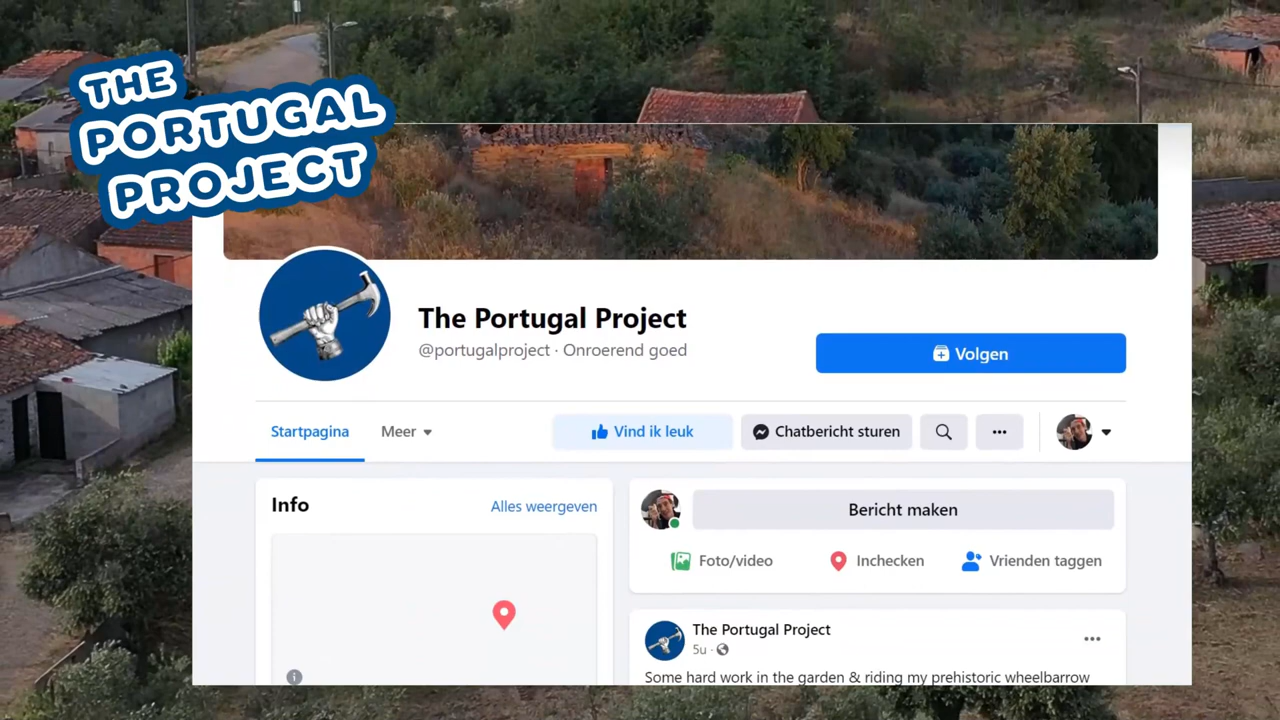 THE
PORTUGAL
PROJECT
The Portugal Project
@portugalproject · Onroerend goed
Volgen
Startpagina
Meer
Vind ik leuk
Chatbericht sturen
Info
Alles weergeven
Bericht maken
Foto/video
Inchecken
Vrienden taggen
The Portugal Project
5u ·
Some hard work in the garden & riding my prehistoric wheelbarrow